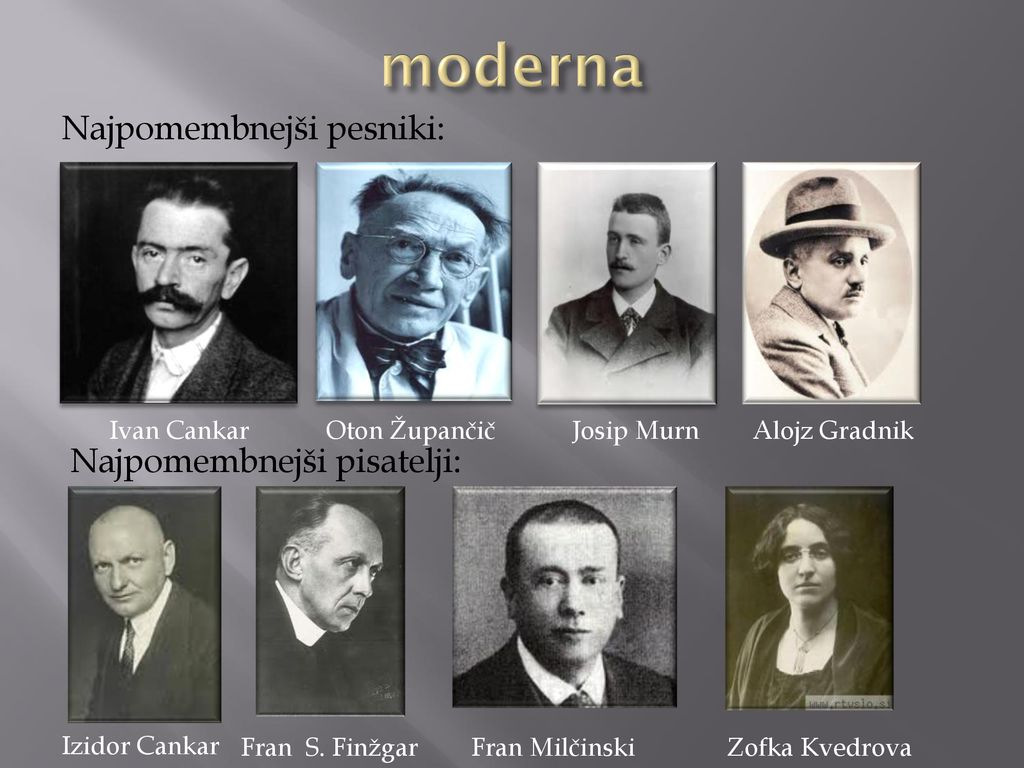 moderna
Najpomembnejši pesniki:
Ivan Cankar Oton Župančič Josip Murn Alojz Gradnik
Najpomembnejši pisatelji:
www.rtvslo.si
Izidor Cankar Fran S. Finžgar Fran Milčinski Zofka Kvedrova